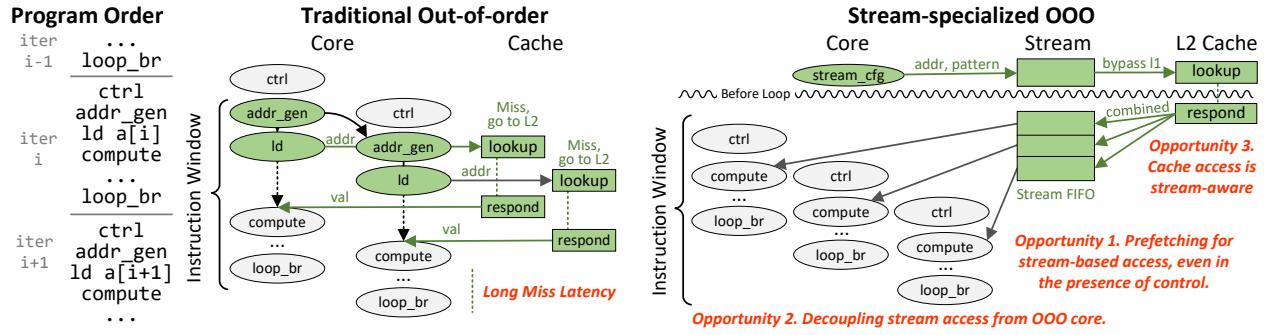 Program Order
iter
i-1
...
loop_br
iter
i
ctrl
addr_gen
ld a[i]
compute
...
loop_br
iter
i+1
ctrl
addr_gen
ld a[i+1]
compute
...
Traditional Out-of-order
Core
Cache
Instruction Window
ctrl
addr_gen
ctrl
Miss,
go to L2
ld
addr
addr_gen
lookup
Miss,
go to L2
ld
addr
lookup
val
respond
compute
val
respond
...
compute
loop_br
...
loop_br
Long Miss Latency
Stream-specialized OOO
Core
Stream
L2 Cache
stream_cfg
addr, pattern
bypass l1
lookup
Before Loop
combined
respond
Instruction Window
ctrl
compute
...
loop_br
ctrl
compute
...
loop_br
ctrl
compute
...
loop_br
Stream FIFO
Opportunity 3.
Cache access is
stream-aware
Opportunity 1. Prefetching for
stream-based access, even in
the presence of control.
Opportunity 2. Decoupling stream access from OOO core.